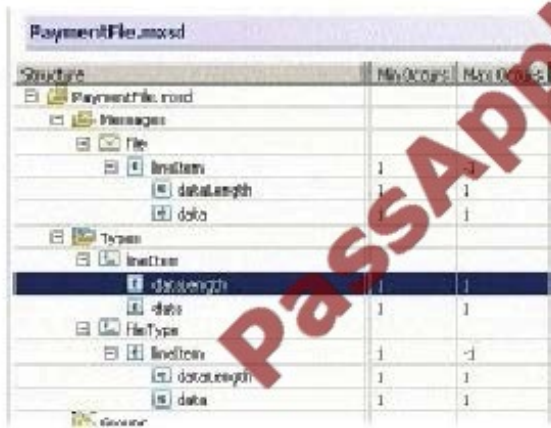 PaymentFile.mxsd
Structure Min Occurs Max Occurs
PaymentFile.mxsd
Messages
file
lineItem 1 -1
dataLength 1 1
data 1 1
Types
lineItem
dataLength 1 1
data 1 1
FileType
lineItem 1 -1
dataLength 1 1
data 1 1
Groups
PassApp